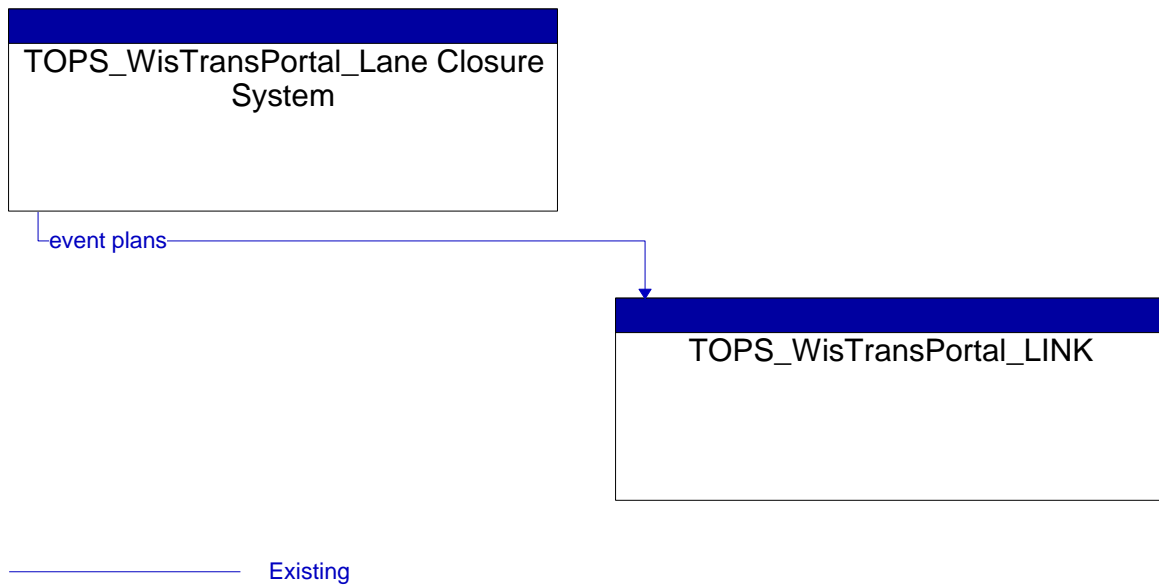 TOPS_WisTransPortal_Lane Closure
System
event plans
TOPS_WisTransPortal_LINK
Existing